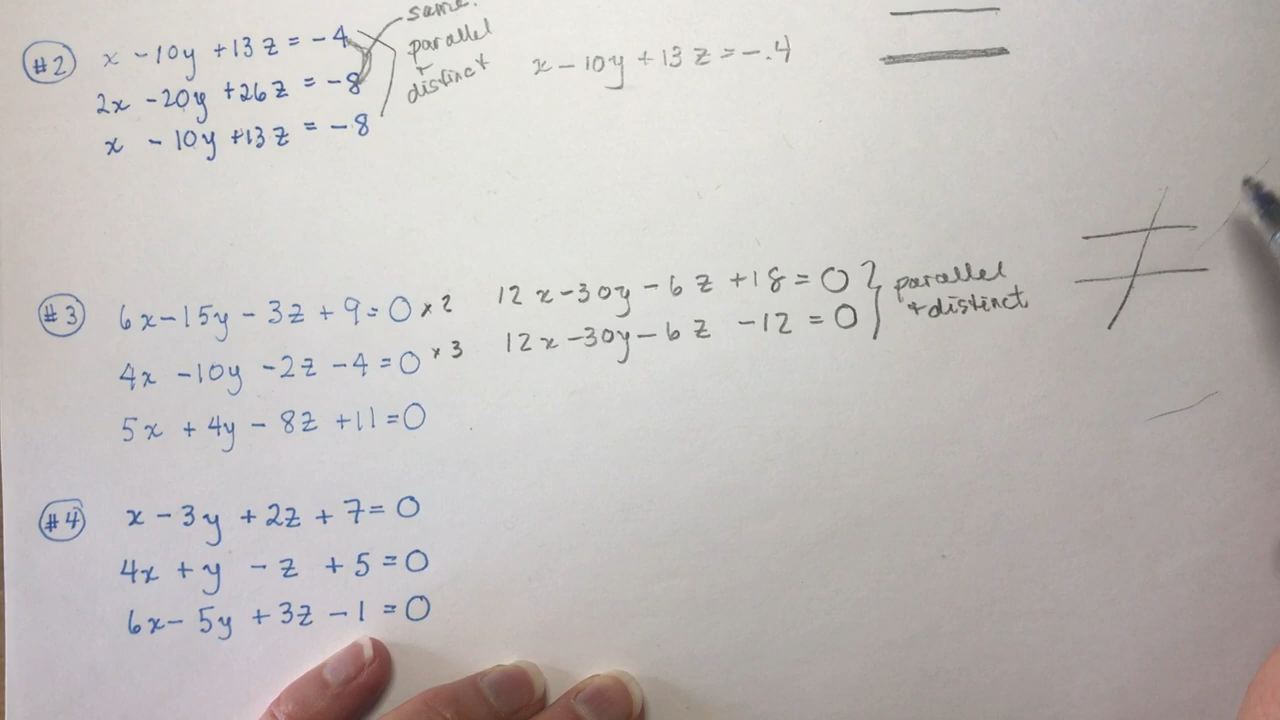 #2 x - 10y + 13z = -4 same.
2x - 20y + 26z = -8 parallel + distinct x - 10y + 13z = -.4
x - 10y + 13z = -8
#3 6x - 15y - 3z + 9 = 0 × 2 12x - 30y - 6z + 18 = 0 } parallel
4x - 10y - 2z - 4 = 0 × 3 12x - 30y - 6z - 12 = 0 + distinct
5x + 4y - 8z + 11 = 0
#4 x - 3y + 2z + 7 = 0
4x + y - z + 5 = 0
6x - 5y + 3z - 1 = 0